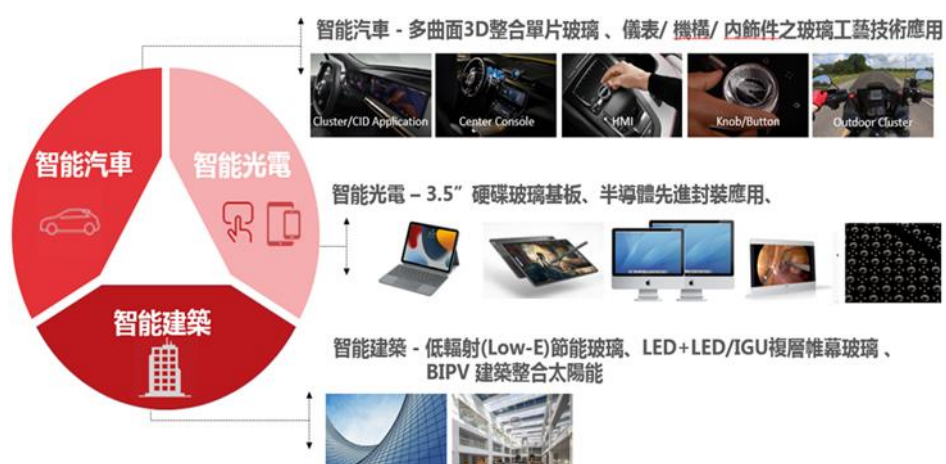 智能汽車 - 多曲面3D整合單片玻璃、儀表/ 機構/ 內飾件之玻璃工藝技術應用
Cluster/CID Application
Center Console
HMI
Knob/Button
Outdoor Cluster
智能汽車
智能光電
智能光電 – 3.5”硬碟玻璃基板、半導體先進封裝應用、
智能建築
智能建築 - 低輻射(Low-E)節能玻璃、LED+LED/IGU複層帷幕玻璃、
BIPV 建築整合太陽能